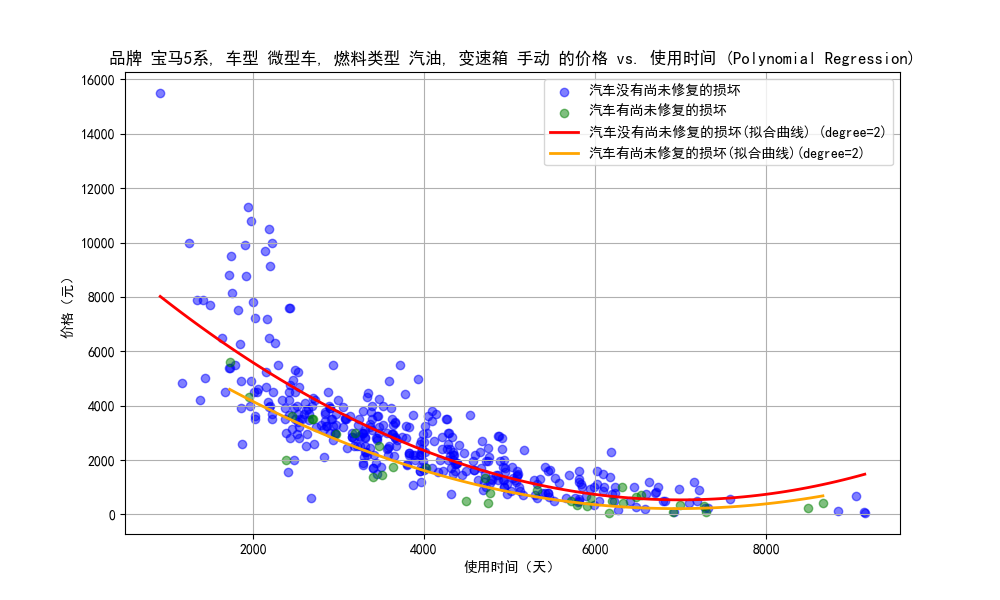 品牌 宝马5系, 车型 微型车, 燃料类型 汽油, 变速箱 手动 的价格 vs. 使用时间 (Polynomial Regression)
汽车没有尚未修复的损坏
汽车有尚未修复的损坏
汽车没有尚未修复的损坏(拟合曲线) (degree=2)
汽车有尚未修复的损坏(拟合曲线)(degree=2)
16000
14000
12000
10000
8000
6000
4000
2000
0
价格（元）
2000 4000 6000 8000
使用时间（天）